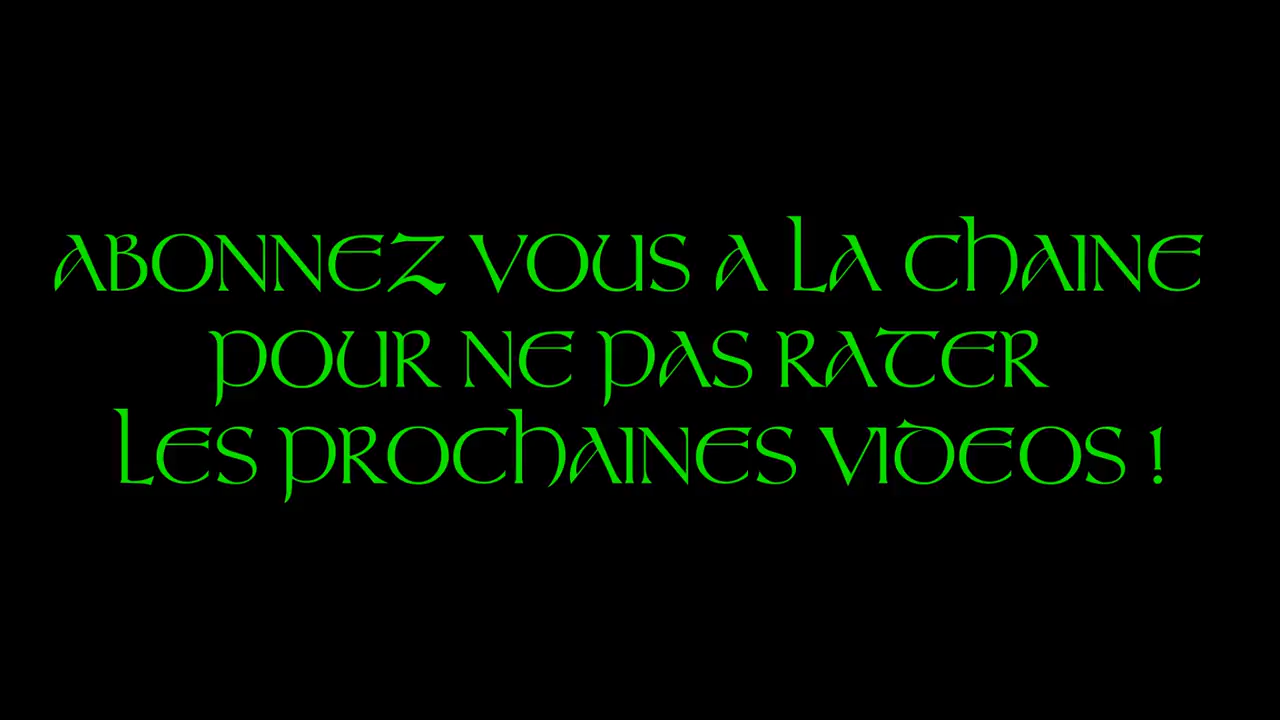 ABONNEZ VOUS A LA CHAINE
POUR NE PAS RATER
LES PROCHAINES VIDEOS !